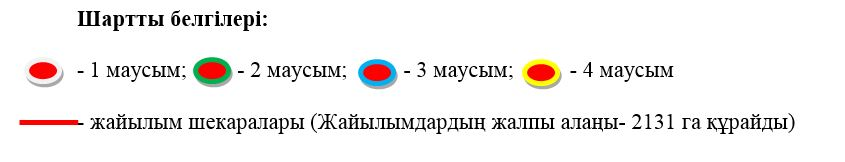 Шартты белгілері:
- 1 маусым; - 2 маусым; - 3 маусым; - 4 маусым
- жайылым шекаралары (Жайылымдардың жалпы алаңы- 2131 га құрайды)